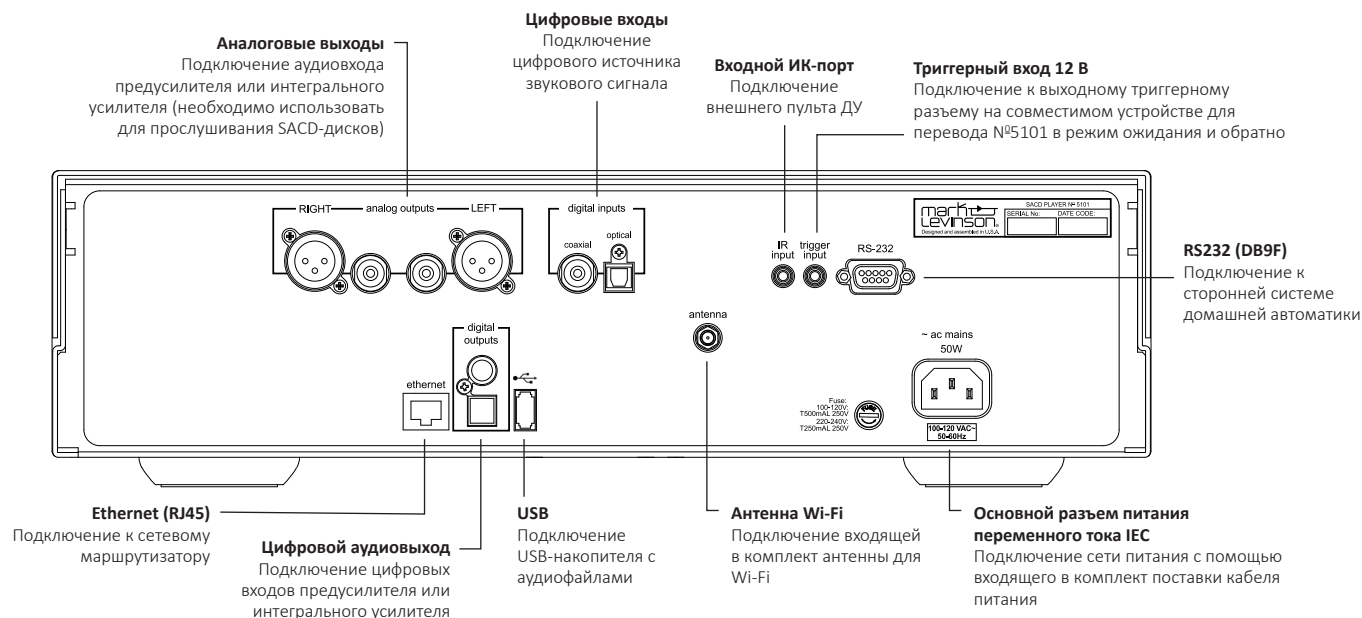 Цифровые входы
Подключение
цифрового источника
звукового сигнала
Аналоговые выходы
Подключение аудиовхода
предусилителя или интегрального
усилителя (необходимо использовать
для прослушивания SACD-дисков)
Входной ИК-порт
Подключение
внешнего пульта ДУ
Триггерный вход 12 В
Подключение к выходному триггерному
разъему на совместимом устройстве для
перевода №5101 в режим ожидания и обратно
RIGHT
analog outputs
LEFT
digital inputs
coaxial
optical
IR
input
trigger
input
RS-232
mark
Levinson
Designed and assembled in U.S.A.
SACD PLAYER Nº 5101
SERIAL No:
DATE CODE:
RS232 (DB9F)
Подключение к
сторонней системе
домашней автоматики
antenna
~ ac mains
50W
digital
outputs
ethernet
Fuse:
100-120V:
T500mAL 250V
220-240V:
T250mAL 250V
FUSE
100-120 VAC~
50-60Hz
Ethernet (RJ45)
Подключение к сетевому
маршрутизатору
Цифровой аудиовыход
Подключение цифровых
входов предусилителя или
интегрального усилителя
USB
Подключение
USB-накопителя с
аудиофайлами
Антенна Wi-Fi
Подключение входящей
в комплект антенны для
Wi-Fi
Основной разъем питания
переменного тока IEC
Подключение сети питания с помощью
входящего в комплект поставки кабеля
питания